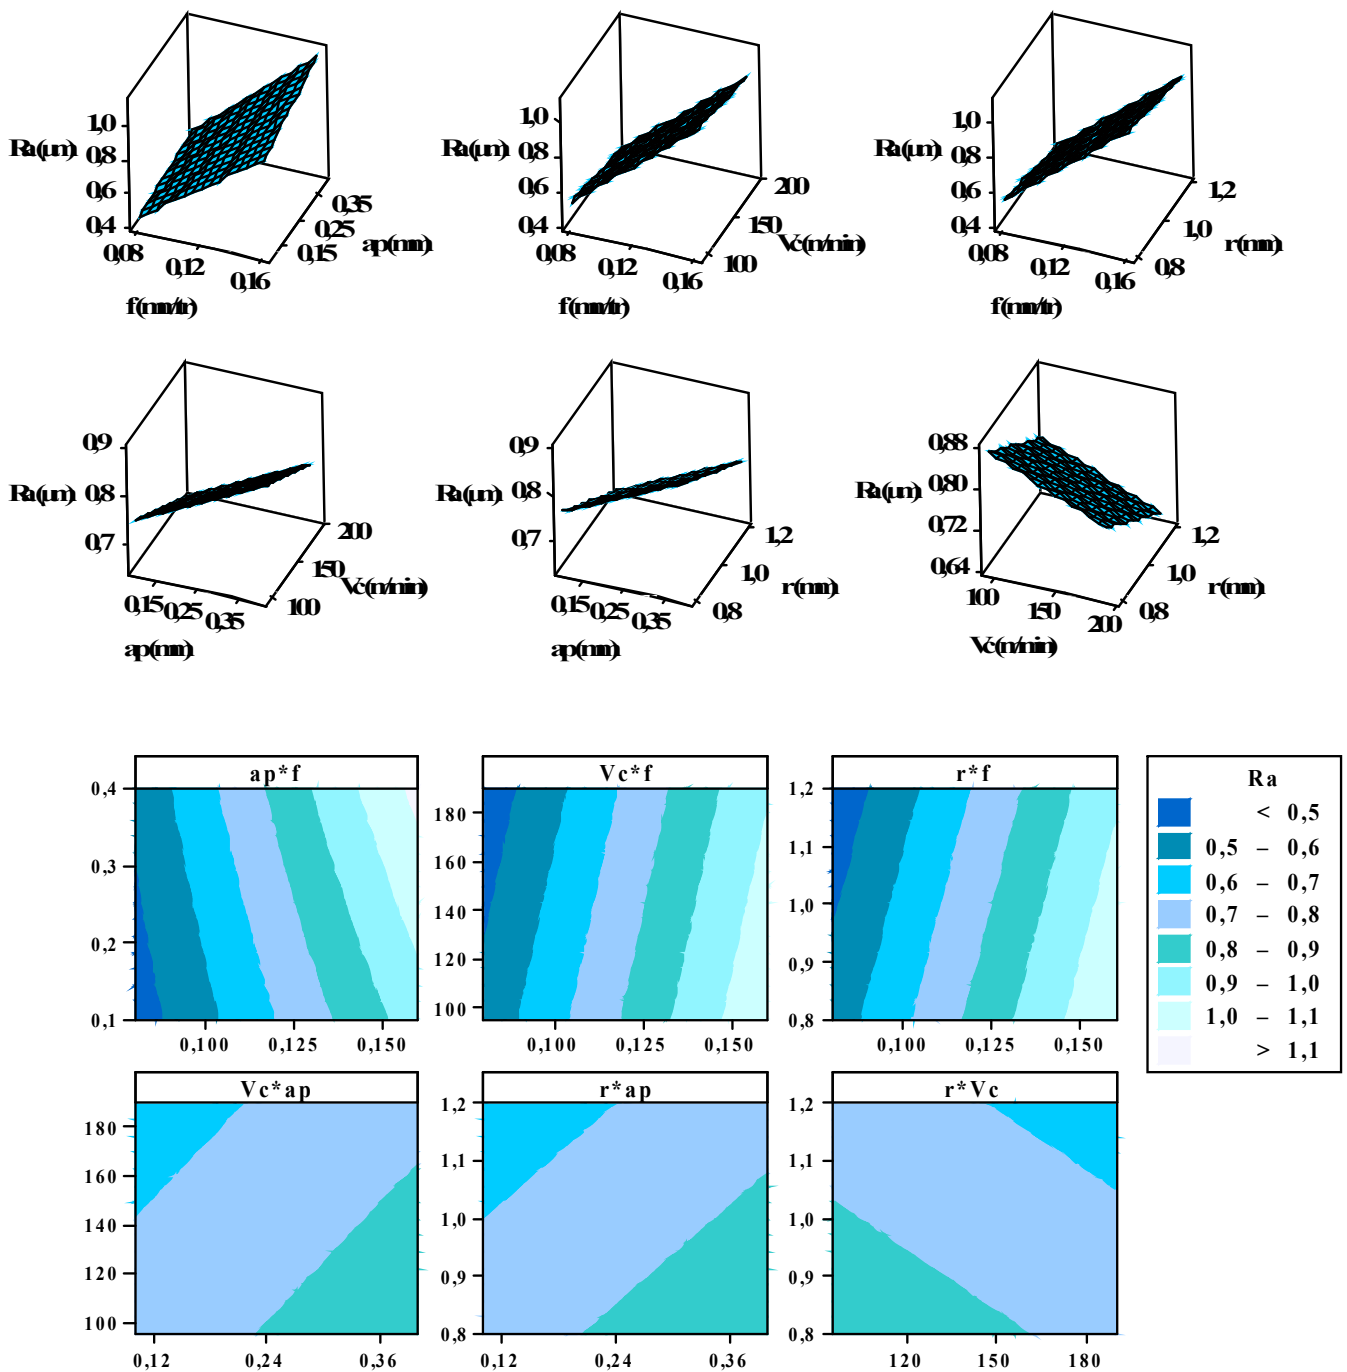 1,0
0,8
0,6
0,4
Ra(µm)
0,08
0,12
0,16
f(mm/tr)
0,15
0,25
0,35
ap(mm)
1,0
0,8
0,6
0,4
Ra(µm)
0,08
0,12
0,16
f(mm/tr)
100
150
200
Vc(m/min)
1,0
0,8
0,6
0,4
Ra(µm)
0,08
0,12
0,16
f(mm/tr)
0,8
1,0
1,2
r(mm)
0,9
0,8
0,7
Ra(µm)
0,15
0,25
0,35
ap(mm)
100
150
200
Vc(m/min)
0,9
0,8
0,7
Ra(µm)
0,15
0,25
0,35
ap(mm)
0,8
1,0
1,2
r(mm)
0,88
0,80
0,72
0,64
Ra(µm)
100
150
200
Vc(m/min)
0,8
1,0
1,2
r(mm)
ap*f
0,4
0,3
0,2
0,1
0,100 0,125 0,150
Vc*f
180
160
140
120
100
0,100 0,125 0,150
r*f
1,2
1,1
1,0
0,9
0,8
0,100 0,125 0,150
Ra
< 0,5
0,5 – 0,6
0,6 – 0,7
0,7 – 0,8
0,8 – 0,9
0,9 – 1,0
1,0 – 1,1
> 1,1
Vc*ap
180
160
140
120
100
0,12 0,24 0,36
r*ap
1,2
1,1
1,0
0,9
0,8
0,12 0,24 0,36
r*Vc
1,2
1,1
1,0
0,9
0,8
120 150 180